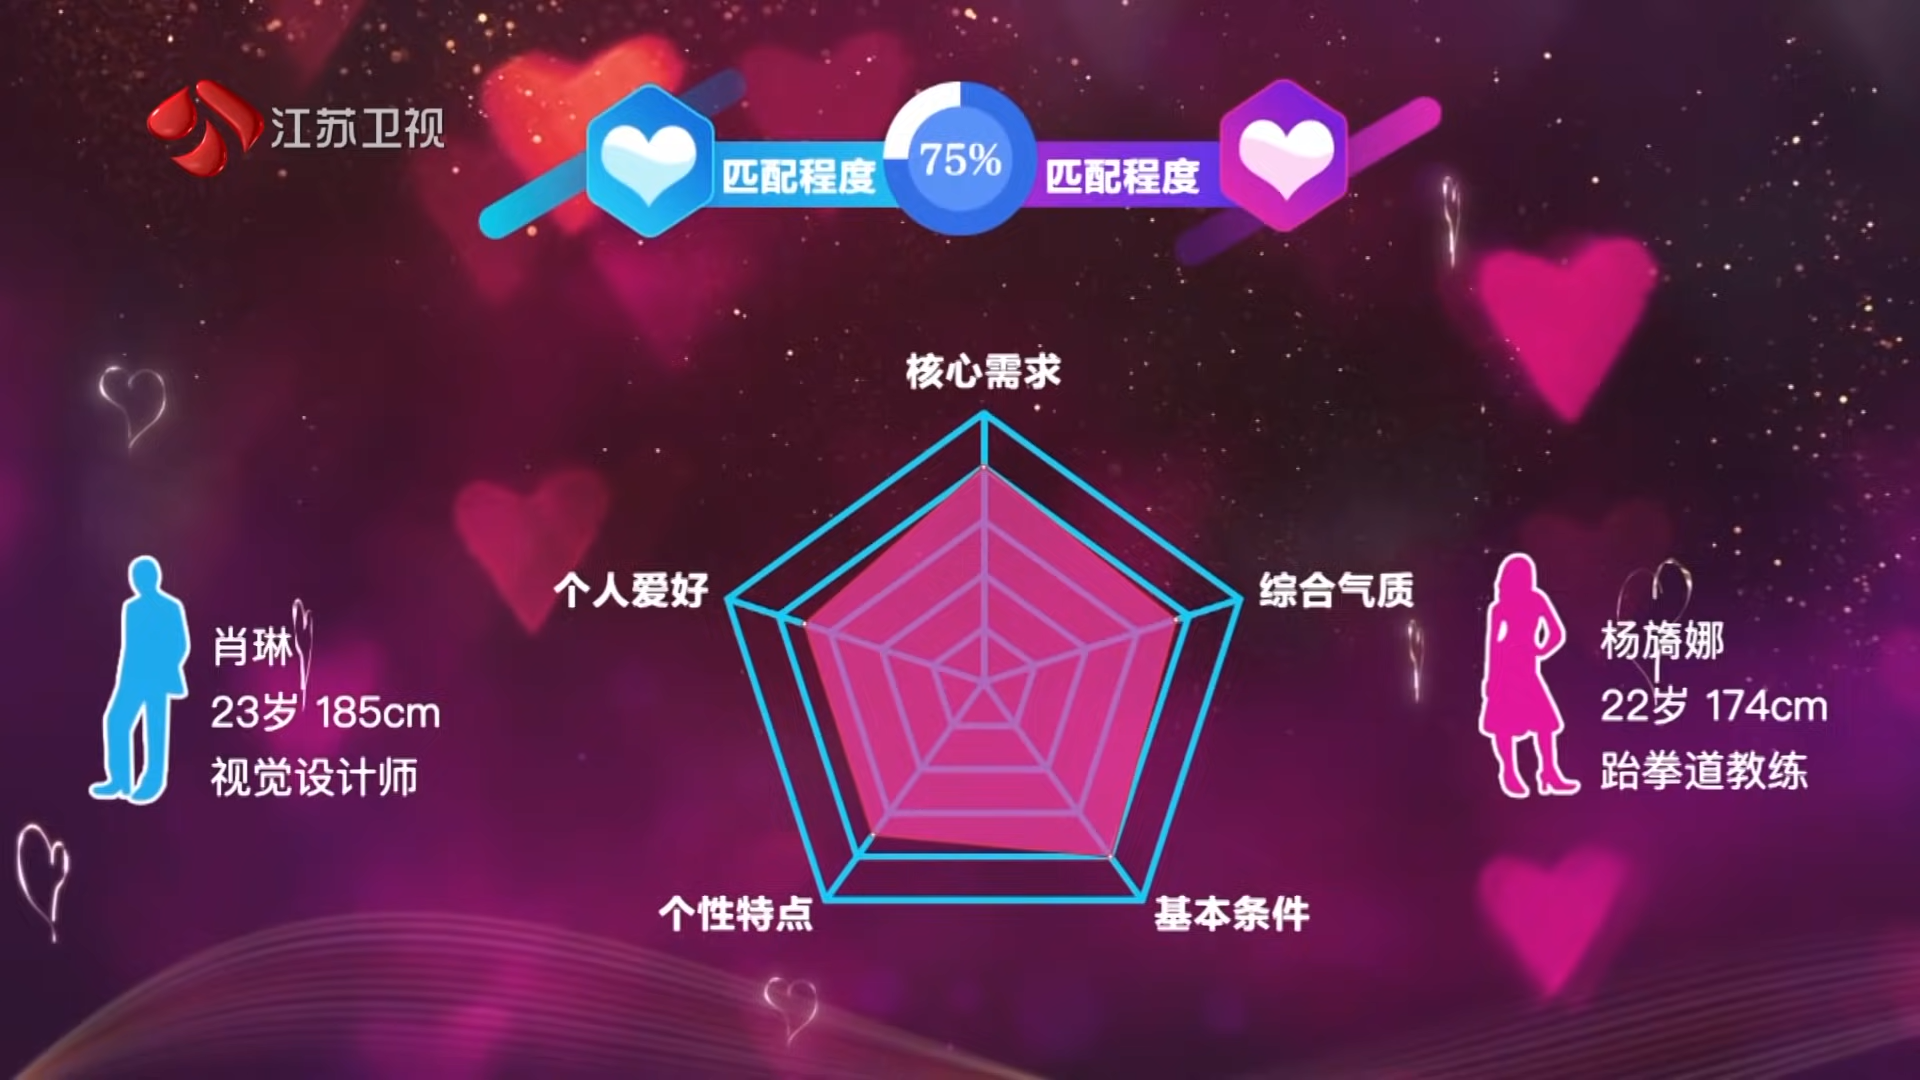 江苏卫视
匹配程度
75%
匹配程度
核心需求
个人爱好
综合气质
个性特点
基本条件
肖琳
23岁 185cm
视觉设计师
杨旖娜
22岁 174cm
跆拳道教练